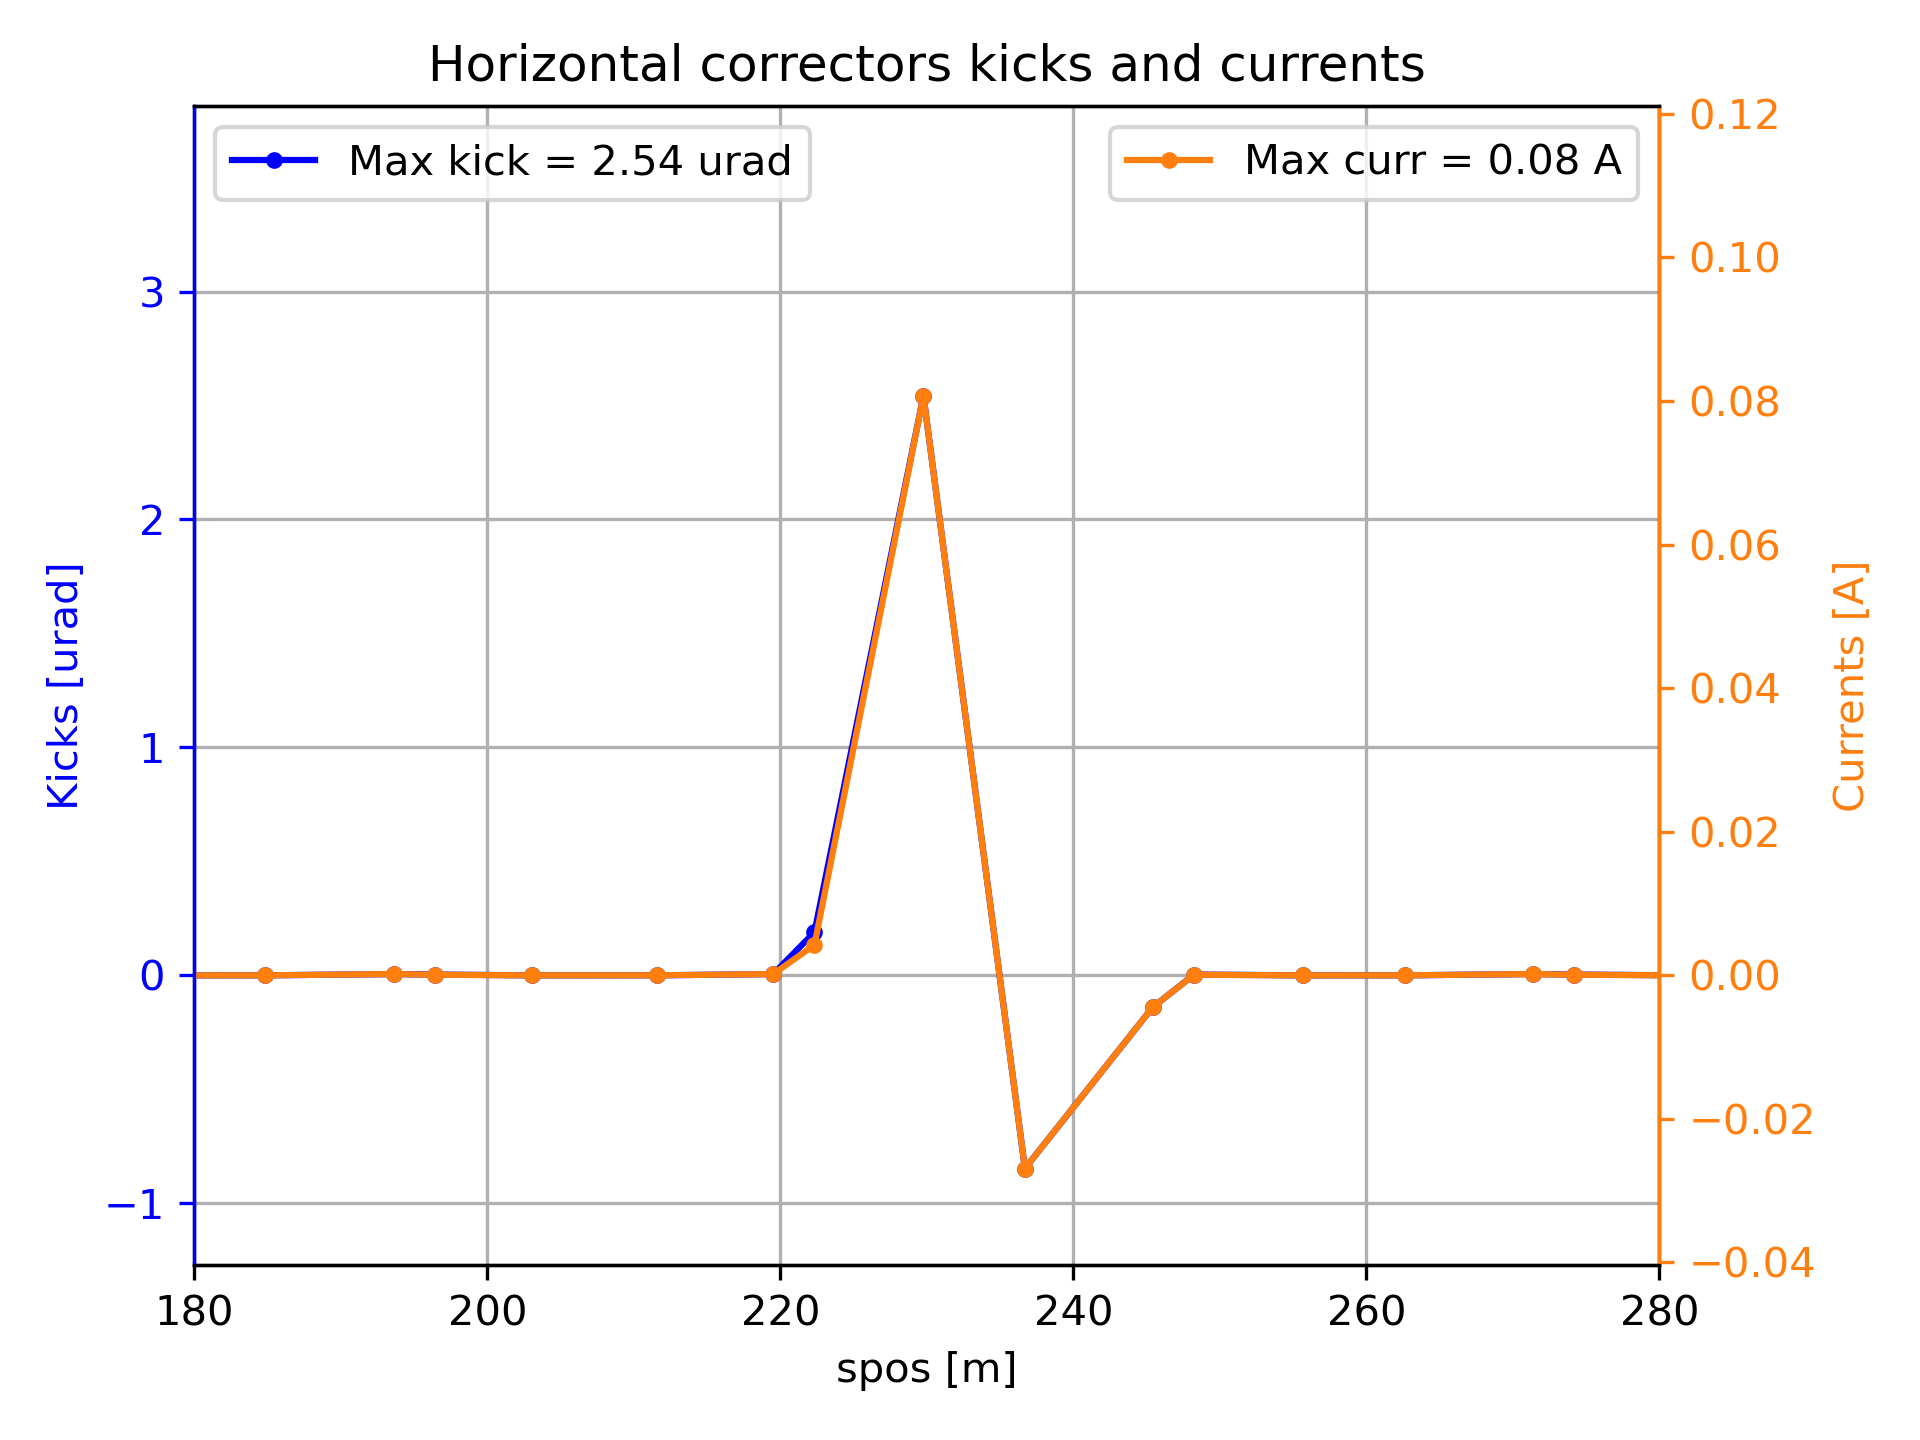 Horizontal correctors kicks and currents
Max kick = 2.54 urad
Max curr = 0.08 A
3
2
1
0
−1
Kicks [urad]
0.12
0.10
0.08
0.06
0.04
0.02
0.00
−0.02
−0.04
Currents [A]
180 200 220 240 260 280
spos [m]